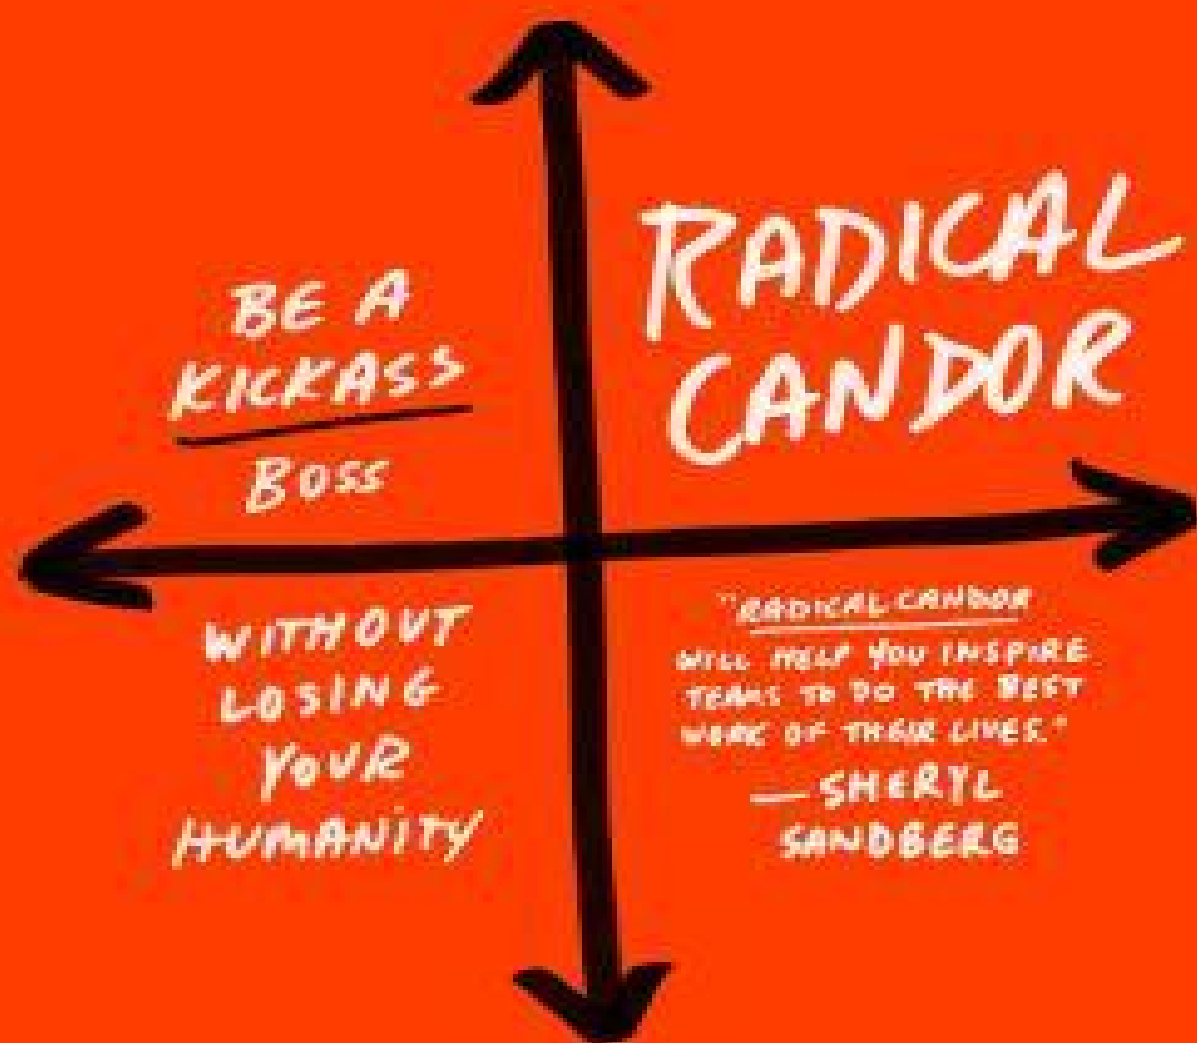 BE A
KICKASS
BOSS
RADICAL
CANDOR
WITHOUT
LOSING
YOUR
HUMANITY
"RADICAL CANDOR
WILL HELP YOU INSPIRE
TEAMS TO DO THE BEST
WORK OF THEIR LIVES."
— SHERYL
SANDBERG